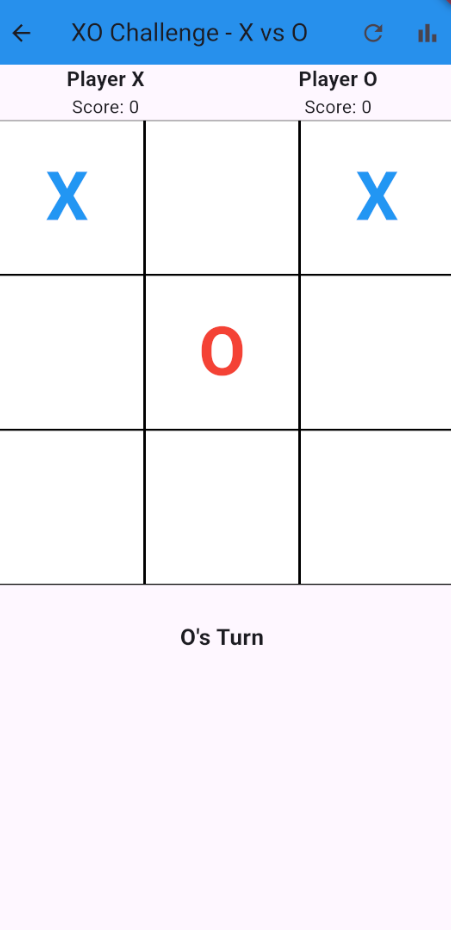 XO Challenge - X vs O
Player X Player O
Score: 0 Score: 0
X X
O
O's Turn